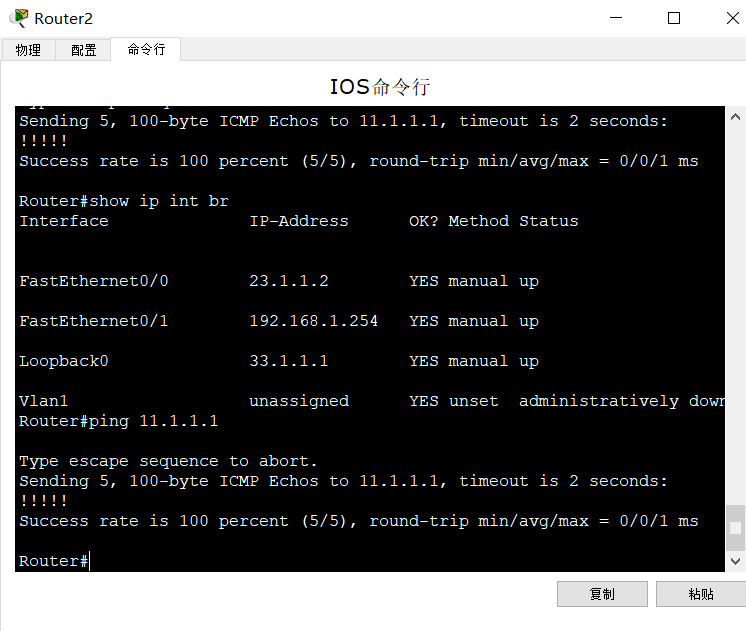 Router2
物理 配置 命令行
IOS命令行
Sending 5, 100-byte ICMP Echos to 11.1.1.1, timeout is 2 seconds:
!!!!!
Success rate is 100 percent (5/5), round-trip min/avg/max = 0/0/1 ms
Router#show ip int br
Interface IP-Address OK? Method Status
FastEthernet0/0 23.1.1.2 YES manual up
FastEthernet0/1 192.168.1.254 YES manual up
Loopback0 33.1.1.1 YES manual up
Vlan1 unassigned YES unset administratively down
Router#ping 11.1.1.1
Type escape sequence to abort.
Sending 5, 100-byte ICMP Echos to 11.1.1.1, timeout is 2 seconds:
!!!!!
Success rate is 100 percent (5/5), round-trip min/avg/max = 0/0/1 ms
Router#
复制 粘贴